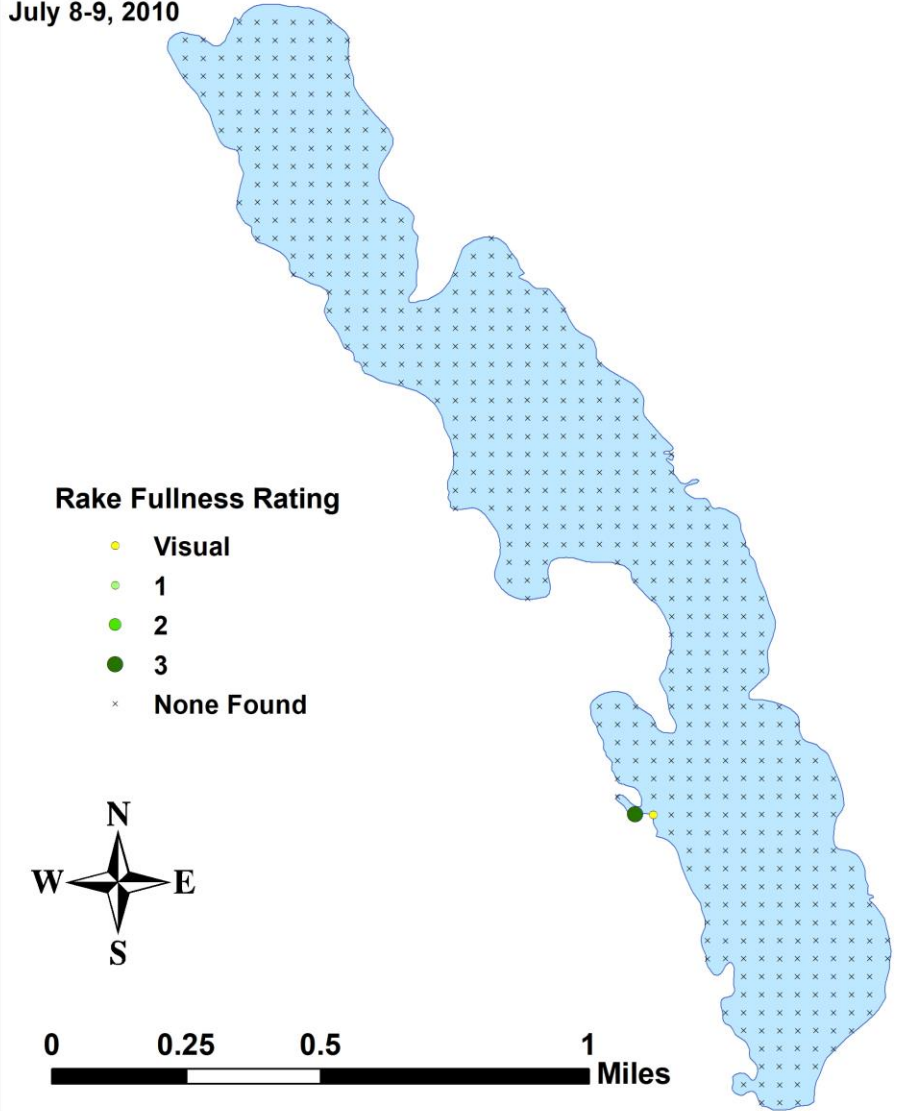 July 8-9, 2010
Rake Fullness Rating
Visual
1
2
3
None Found
N
W E
S
0 0.25 0.5 1
Miles